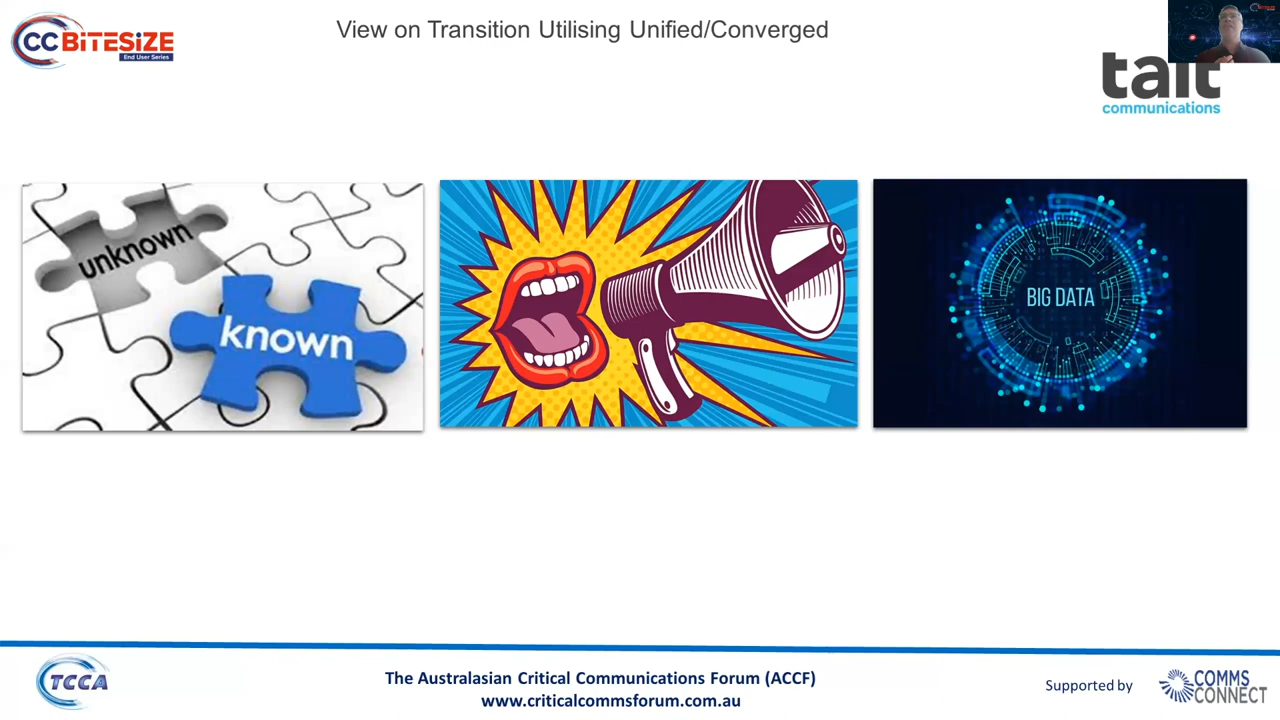 CC BiTESiZE
End User Series
View on Transition Utilising Unified/Converged
tait
communications
unknown
known
BIG DATA
TCCA
The Australasian Critical Communications Forum (ACCF)
www.criticalcommsforum.com.au
Supported by
COMMS
CONNECT